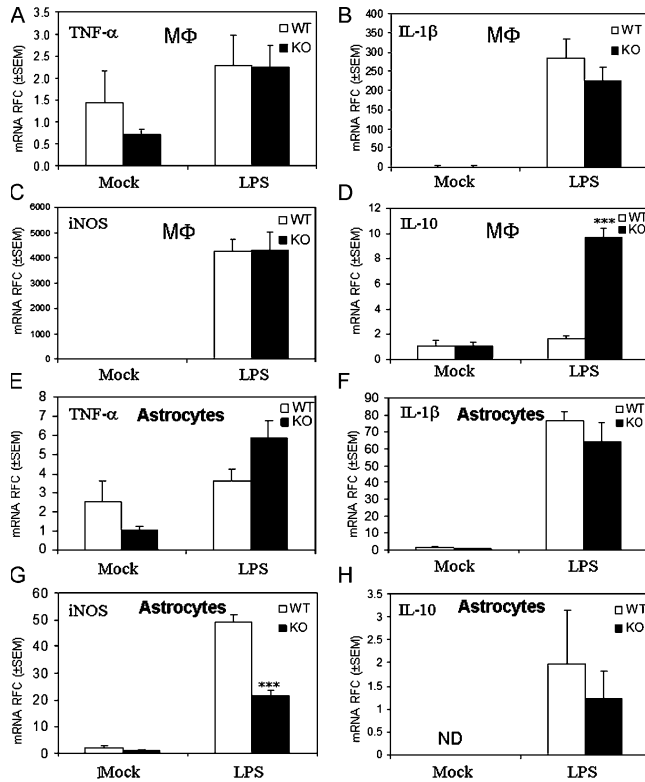 A
TNF-α
MΦ
WT
KO
mRNA RFC (±SEM)
3.5
3.0
2.5
2.0
1.5
1.0
0.5
0.0
Mock
LPS
B
IL-1β
MΦ
WT
KO
mRNA RFC (±SEM)
400
350
300
250
200
150
100
50
0
Mock
LPS
C
iNOS
MΦ
WT
KO
mRNA RFC (±SEM)
6000
5000
4000
3000
2000
1000
4000
0
Mock
LPS
D
IL-10
MΦ
***
WT
KO
mRNA RFC (±SEM)
12
10
8
6
4
2
0
Mock
LPS
E
TNF-α
Astrocytes
WT
KO
mRNA RFC (±SEM)
8
7
6
5
4
3
2
1
0
Mock
LPS
F
IL-1β
Astrocytes
WT
KO
mRNA RFC (±SEM)
90
80
70
60
50
40
30
20
10
0
Mock
LPS
G
iNOS
Astrocytes
WT
KO
***
mRNA RFC (±SEM)
60
50
40
30
20
10
0
Mock
LPS
H
IL-10
Astrocytes
WT
KO
mRNA RFC (±SEM)
3.5
3
2.5
2
1.5
1
0.5
0
ND
Mock
LPS